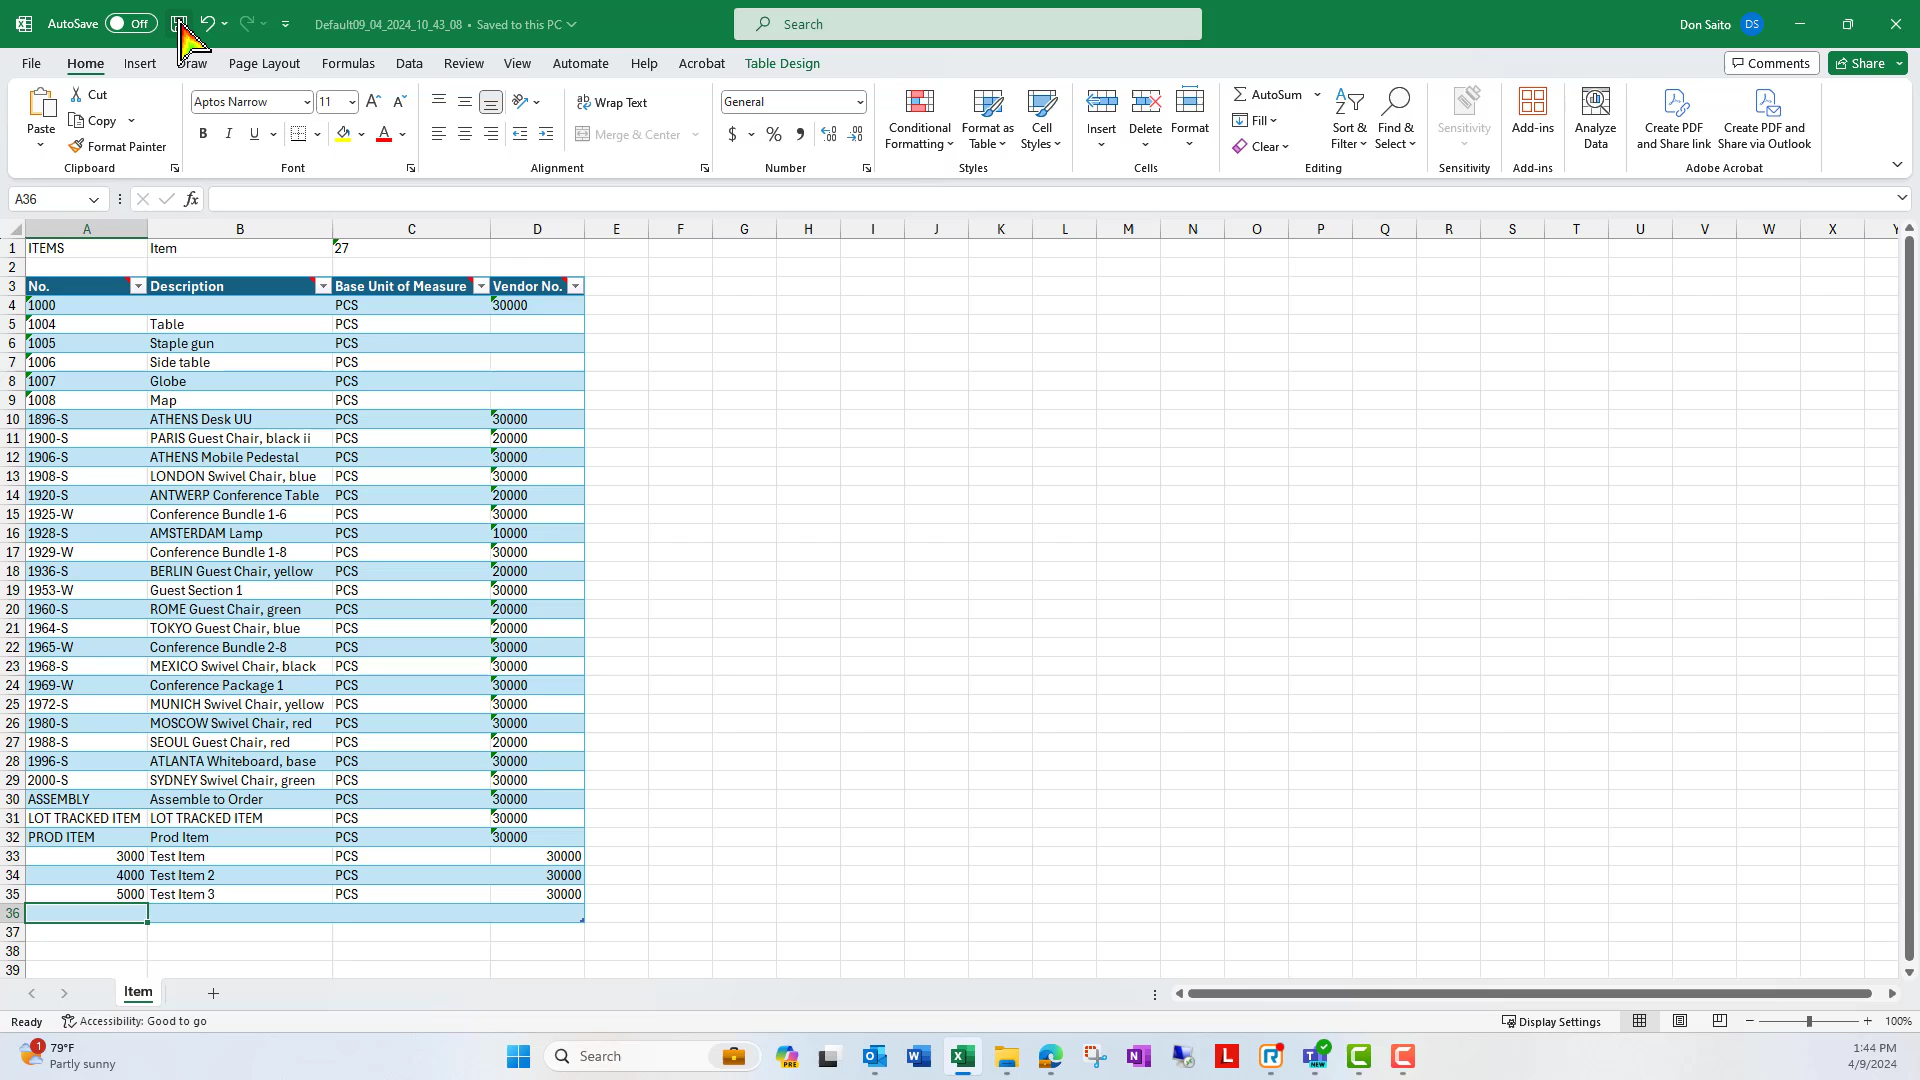 AutoSave Off Default09_04_2024_10_43_08 • Saved to this PC Search Don Saito DS
File Home Insert Draw Page Layout Formulas Data Review View Automate Help Acrobat Table Design Comments Share
Paste Cut Copy Format Painter Clipboard
Aptos Narrow 11 B I U Font
ab Wrap Text Merge & Center Alignment
General $ % Number
Conditional Formatting Format as Table Cell Styles Styles
Insert Delete Format Cells
AutoSum Fill Clear Sort & Filter Find & Select Editing
Sensitivity Sensitivity
Add-ins Add-ins
Analyze Data
Create PDF and Share link Create PDF and Share via Outlook Adobe Acrobat
A36 fx
A B C D E F G H I J K L M N O P Q R S T U V W X Y
1 ITEMS Item 27
2
3 No. Description Base Unit of Measure Vendor No.
4 1000 PCS 30000
5 1004 Table PCS
6 1005 Staple gun PCS
7 1006 Side table PCS
8 1007 Globe PCS
9 1008 Map PCS
10 1896-S ATHENS Desk UU PCS 30000
11 1900-S PARIS Guest Chair, black ii PCS 20000
12 1906-S ATHENS Mobile Pedestal PCS 30000
13 1908-S LONDON Swivel Chair, blue PCS 30000
14 1920-S ANTWERP Conference Table PCS 20000
15 1925-W Conference Bundle 1-6 PCS 30000
16 1928-S AMSTERDAM Lamp PCS 10000
17 1929-W Conference Bundle 1-8 PCS 30000
18 1936-S BERLIN Guest Chair, yellow PCS 20000
19 1953-W Guest Section 1 PCS 30000
20 1960-S ROME Guest Chair, green PCS 20000
21 1964-S TOKYO Guest Chair, blue PCS 20000
22 1965-W Conference Bundle 2-8 PCS 30000
23 1968-S MEXICO Swivel Chair, black PCS 30000
24 1969-W Conference Package 1 PCS 30000
25 1972-S MUNICH Swivel Chair, yellow PCS 30000
26 1980-S MOSCOW Swivel Chair, red PCS 30000
27 1988-S SEOUL Guest Chair, red PCS 20000
28 1996-S ATLANTA Whiteboard, base PCS 30000
29 2000-S SYDNEY Swivel Chair, green PCS 30000
30 ASSEMBLY Assemble to Order PCS 30000
31 LOT TRACKED ITEM LOT TRACKED ITEM PCS 30000
32 PROD ITEM Prod Item PCS 30000
33 3000 Test Item PCS 30000
34 4000 Test Item 2 PCS 30000
35 5000 Test Item 3 PCS 30000
36
37
38
39
Item
Ready Accessibility: Good to go Display Settings 100%
1 79°F Search PRE L NEW 1:44 PM
Partly sunny 4/9/2024